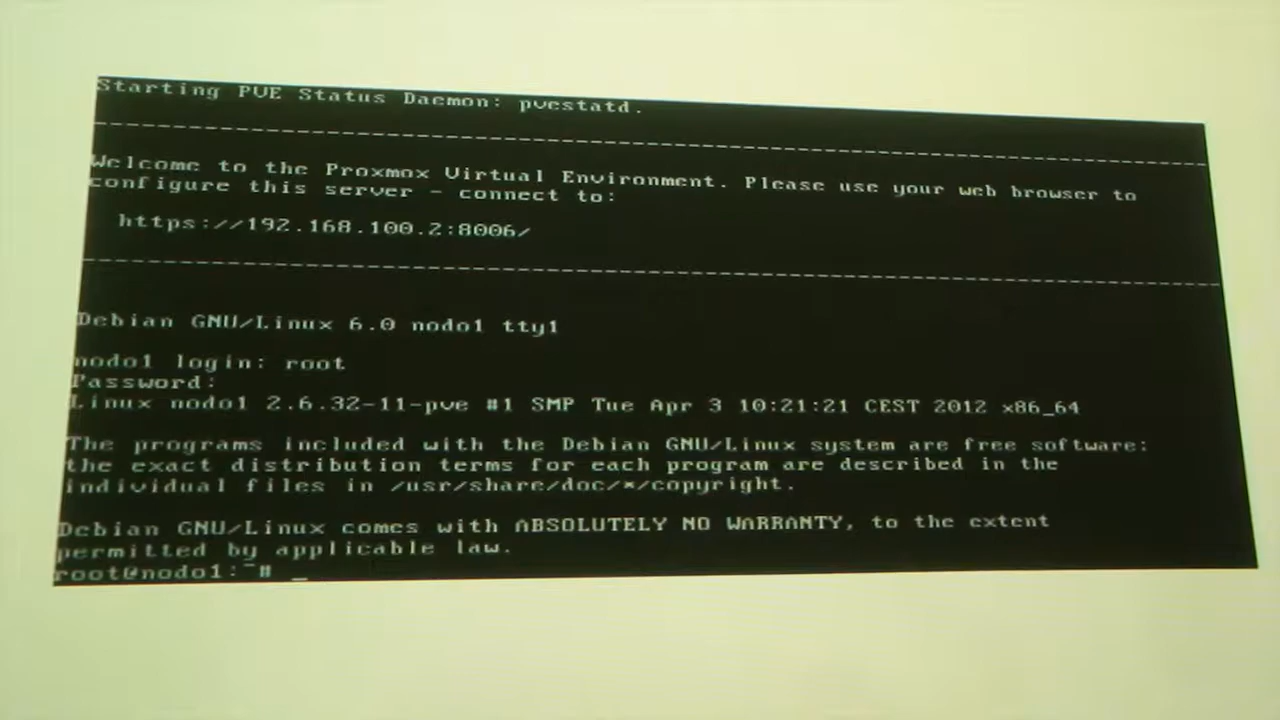 Starting PVE Status Daemon: pvestatd.
--------------------------------------------------------------------------------
Welcome to the Proxmox Virtual Environment. Please use your web browser to
configure this server - connect to:
https://192.168.100.2:8006/
--------------------------------------------------------------------------------
Debian GNU/Linux 6.0 nodo1 tty1
nodo1 login: root
Password:
Linux nodo1 2.6.32-11-pve #1 SMP Tue Apr 3 10:21:21 CEST 2012 x86_64
The programs included with the Debian GNU/Linux system are free software;
the exact distribution terms for each program are described in the
individual files in /usr/share/doc/*/copyright.
Debian GNU/Linux comes with ABSOLUTELY NO WARRANTY, to the extent
permitted by applicable law.
root@nodo1:~# _